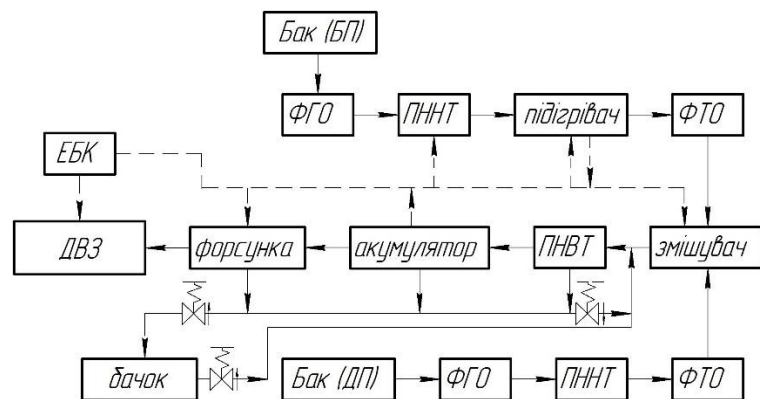 Бак (БП)
ФГО
ПННТ
підігрівач
ФТО
ЕБК
ДВЗ
форсунка
акумулятор
ПНВТ
змішувач
бачок
Бак (ДП)
ФГО
ПННТ
ФТО